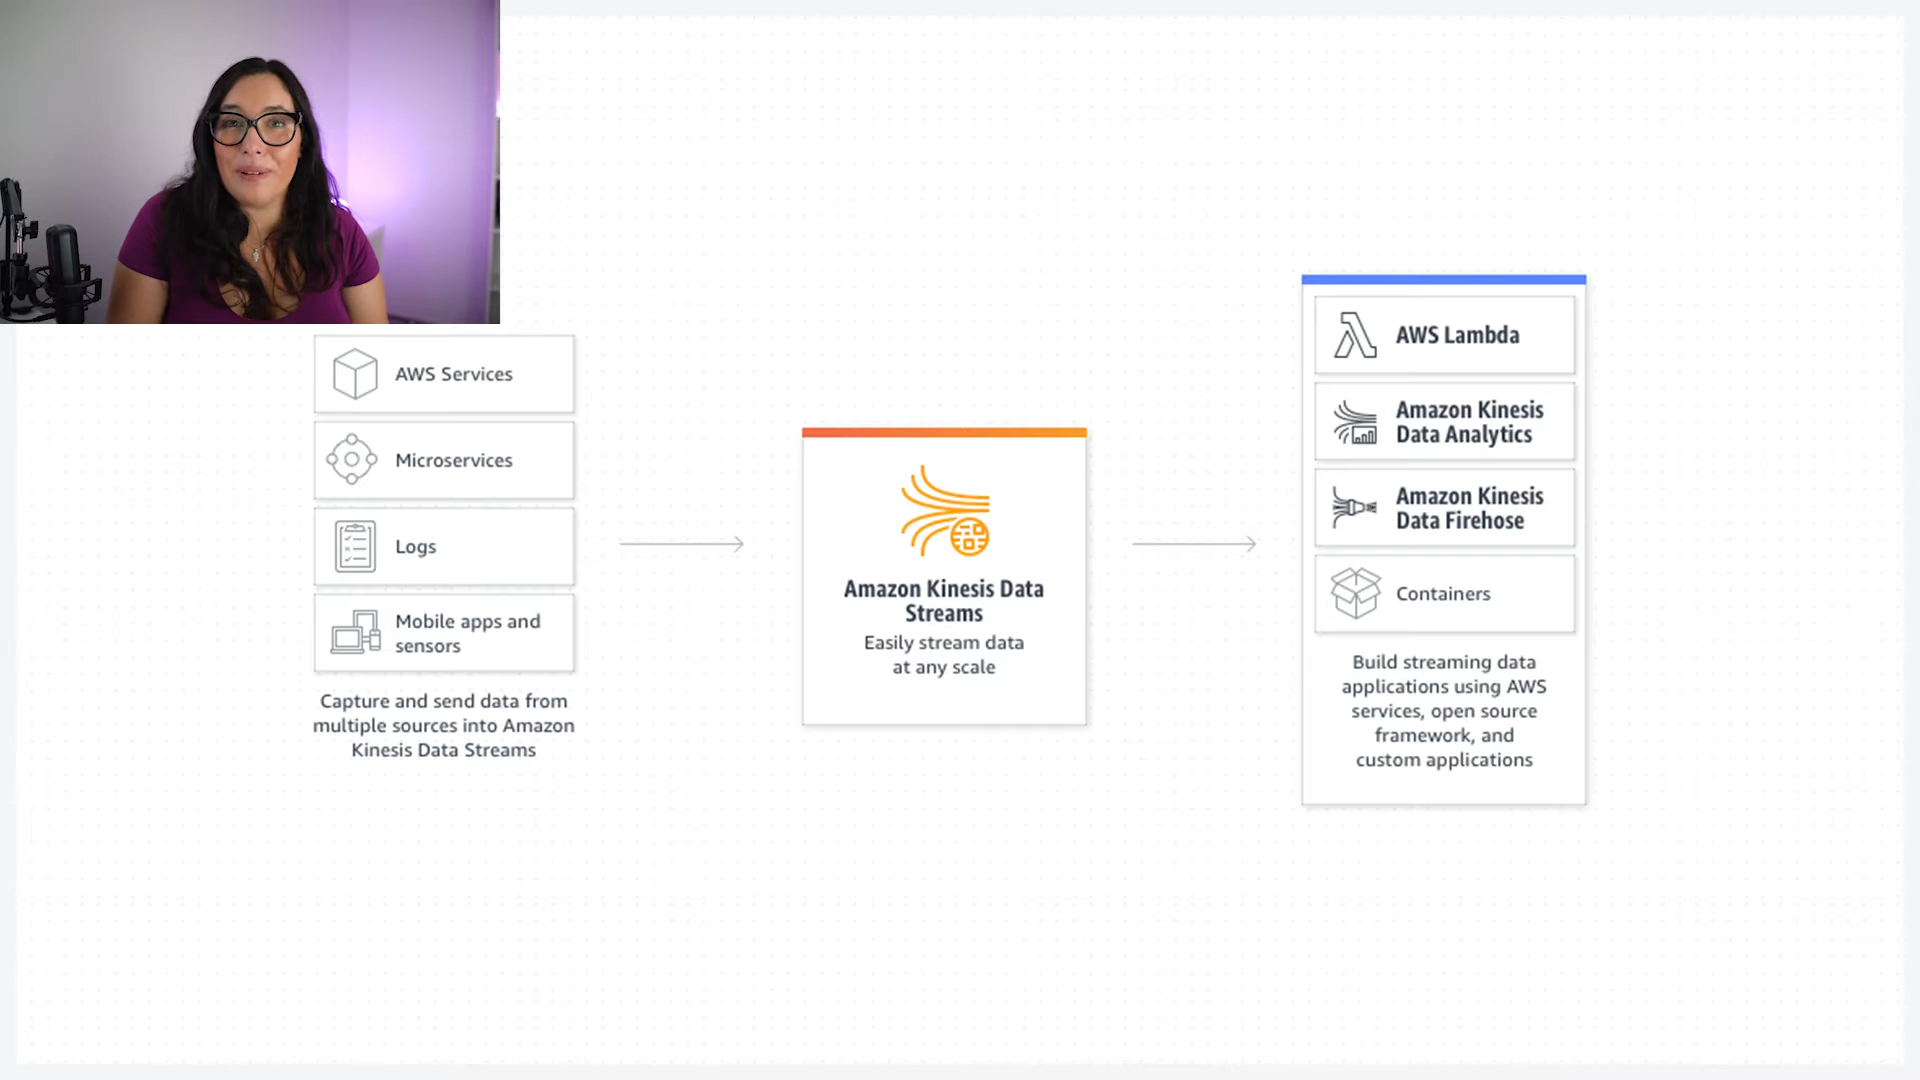 AWS Services
Microservices
Logs
Mobile apps and
sensors
Capture and send data from
multiple sources into Amazon
Kinesis Data Streams
Amazon Kinesis Data
Streams
Easily stream data
at any scale
AWS Lambda
Amazon Kinesis
Data Analytics
Amazon Kinesis
Data Firehose
Containers
Build streaming data
applications using AWS
services, open source
framework, and
custom applications